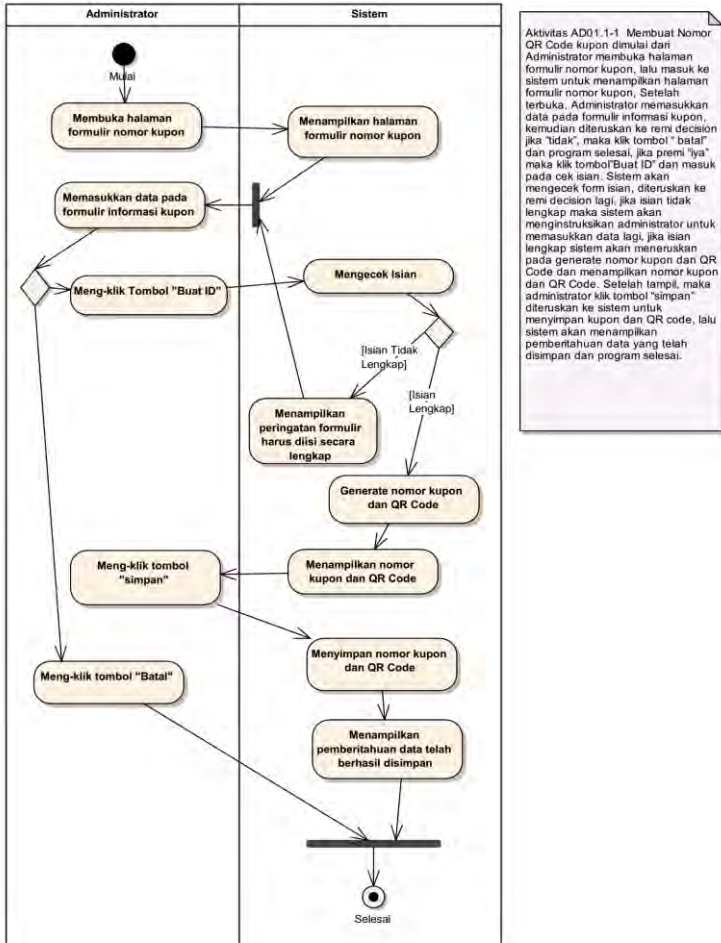 Administrator
Sistem
Mulai
Membuka halaman
formulir nomor kupon
Menampilkan halaman
formulir nomor kupon
Memasukkan data pada
formulir informasi kupon
Meng-klik Tombol "Buat ID"
Mengecek Isian
[Isian Tidak
Lengkap]
[Isian
Lengkap]
Menampilkan
peringatan formulir
harus diisi secara
lengkap
Generate nomor kupon
dan QR Code
Menampilkan nomor
kupon dan QR Code
Meng-klik tombol
"simpan"
Menyimpan nomor kupon
dan QR Code
Meng-klik tombol "Batal"
Menampilkan
pemberitahuan data telah
berhasil disimpan
Selesai
Aktivitas AD01.1-1 Membuat Nomor
QR Code kupon dimulai dari
Administrator membuka halaman
formulir nomor kupon, lalu masuk ke
sistem untuk menampilkan halaman
formulir nomor kupon, Setelah
terbuka, Administrator memasukkan
data pada formulir informasi kupon,
kemudian diteruskan ke remi decision
jika "tidak", maka klik tombol " batal"
dan program selesai, jika premi "iya"
maka klik tombol"Buat ID" dan masuk
pada cek isian. Sistem akan
mengecek form isian, diteruskan ke
remi decision lagi, jika isian tidak
lengkap maka sistem akan
menginstruksikan administrator untuk
memasukkan data lagi, jika isian
lengkap sistem akan meneruskan
pada generate nomor kupon dan QR
Code dan menampilkan nomor kupon
dan QR Code. Setelah tampil, maka
administrator klik tombol "simpan"
diteruskan ke sistem untuk
menyimpan kupon dan QR code, lalu
sistem akan menampilkan
pemberitahuan data yang telah
disimpan dan program selesai.